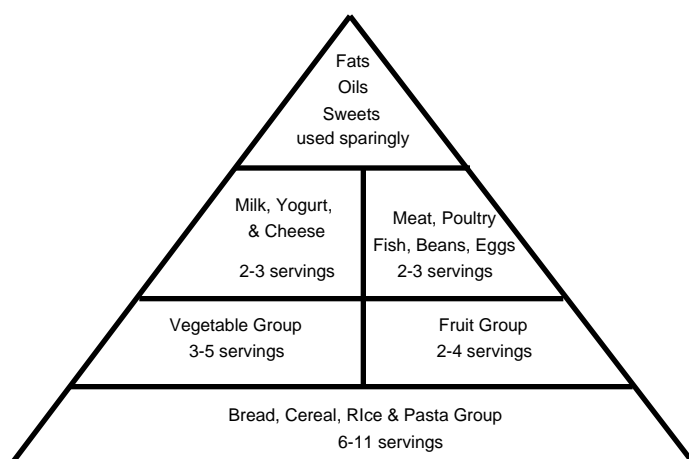 Fats
Oils
Sweets
used sparingly
Milk, Yogurt,
& Cheese
2-3 servings
Meat, Poultry
Fish, Beans, Eggs
2-3 servings
Vegetable Group
3-5 servings
Fruit Group
2-4 servings
Bread, Cereal, RIce & Pasta Group
6-11 servings